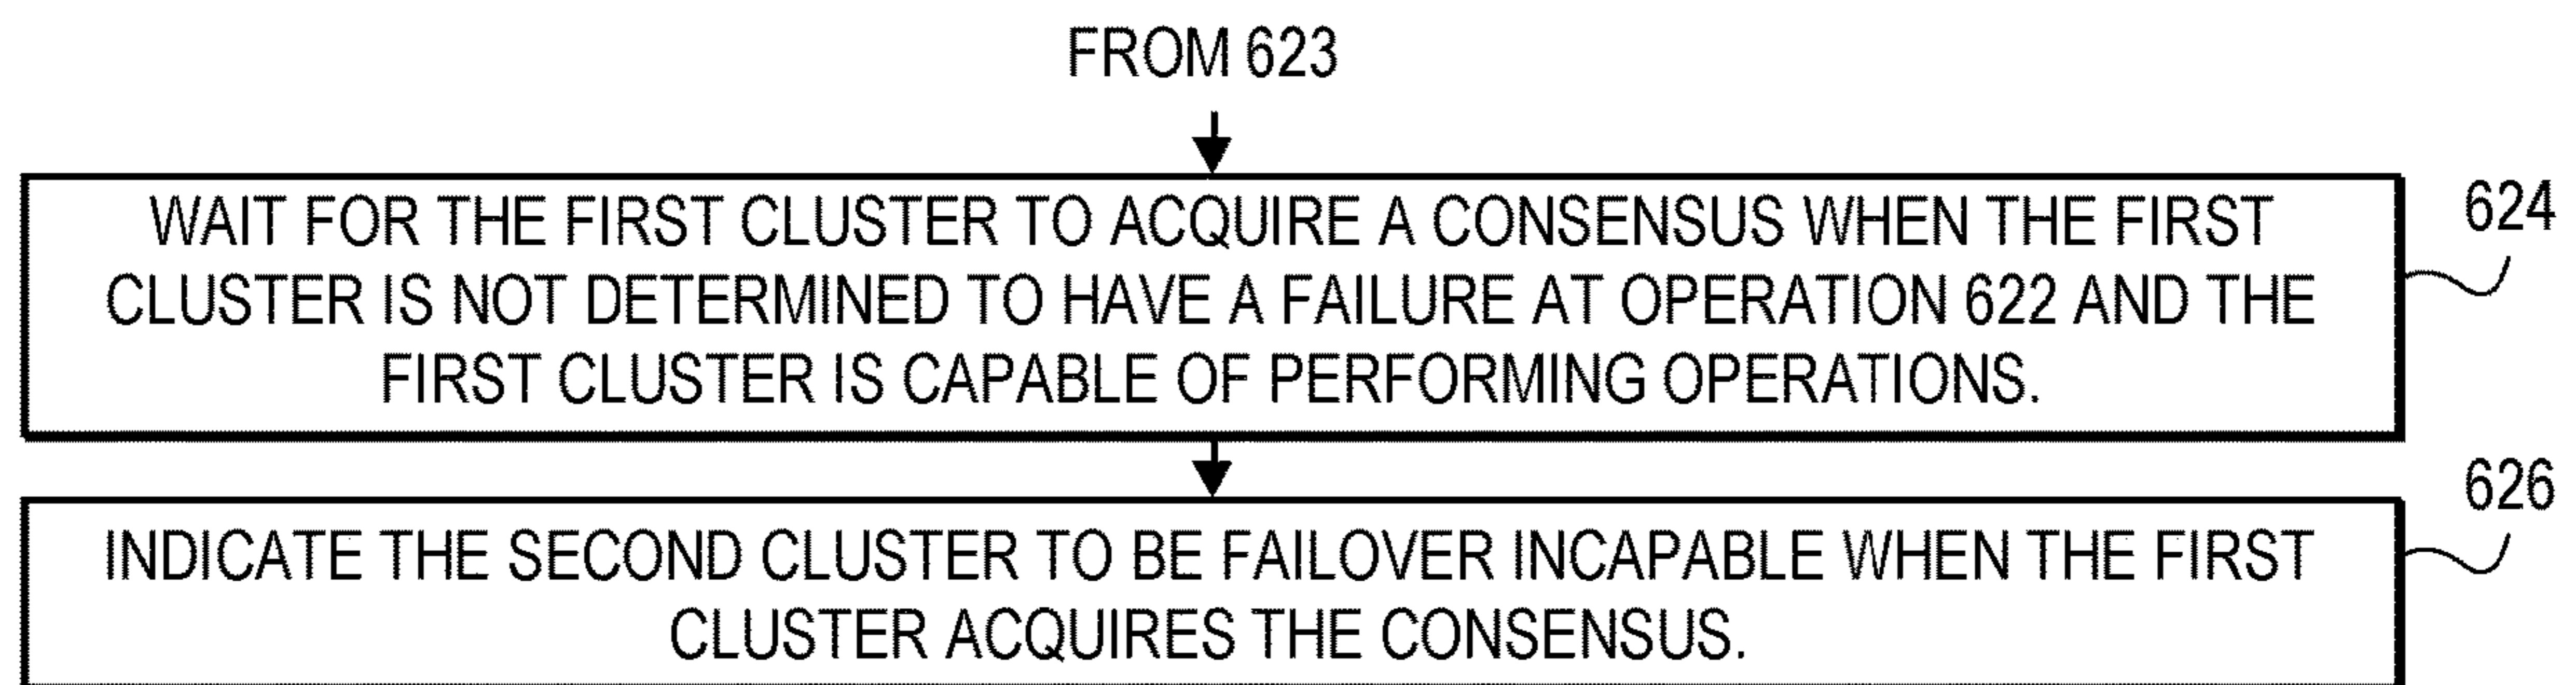 FROM 623
WAIT FOR THE FIRST CLUSTER TO ACQUIRE A CONSENSUS WHEN THE FIRST
CLUSTER IS NOT DETERMINED TO HAVE A FAILURE AT OPERATION 622 AND THE
FIRST CLUSTER IS CAPABLE OF PERFORMING OPERATIONS.
624
INDICATE THE SECOND CLUSTER TO BE FAILOVER INCAPABLE WHEN THE FIRST
CLUSTER ACQUIRES THE CONSENSUS.
626